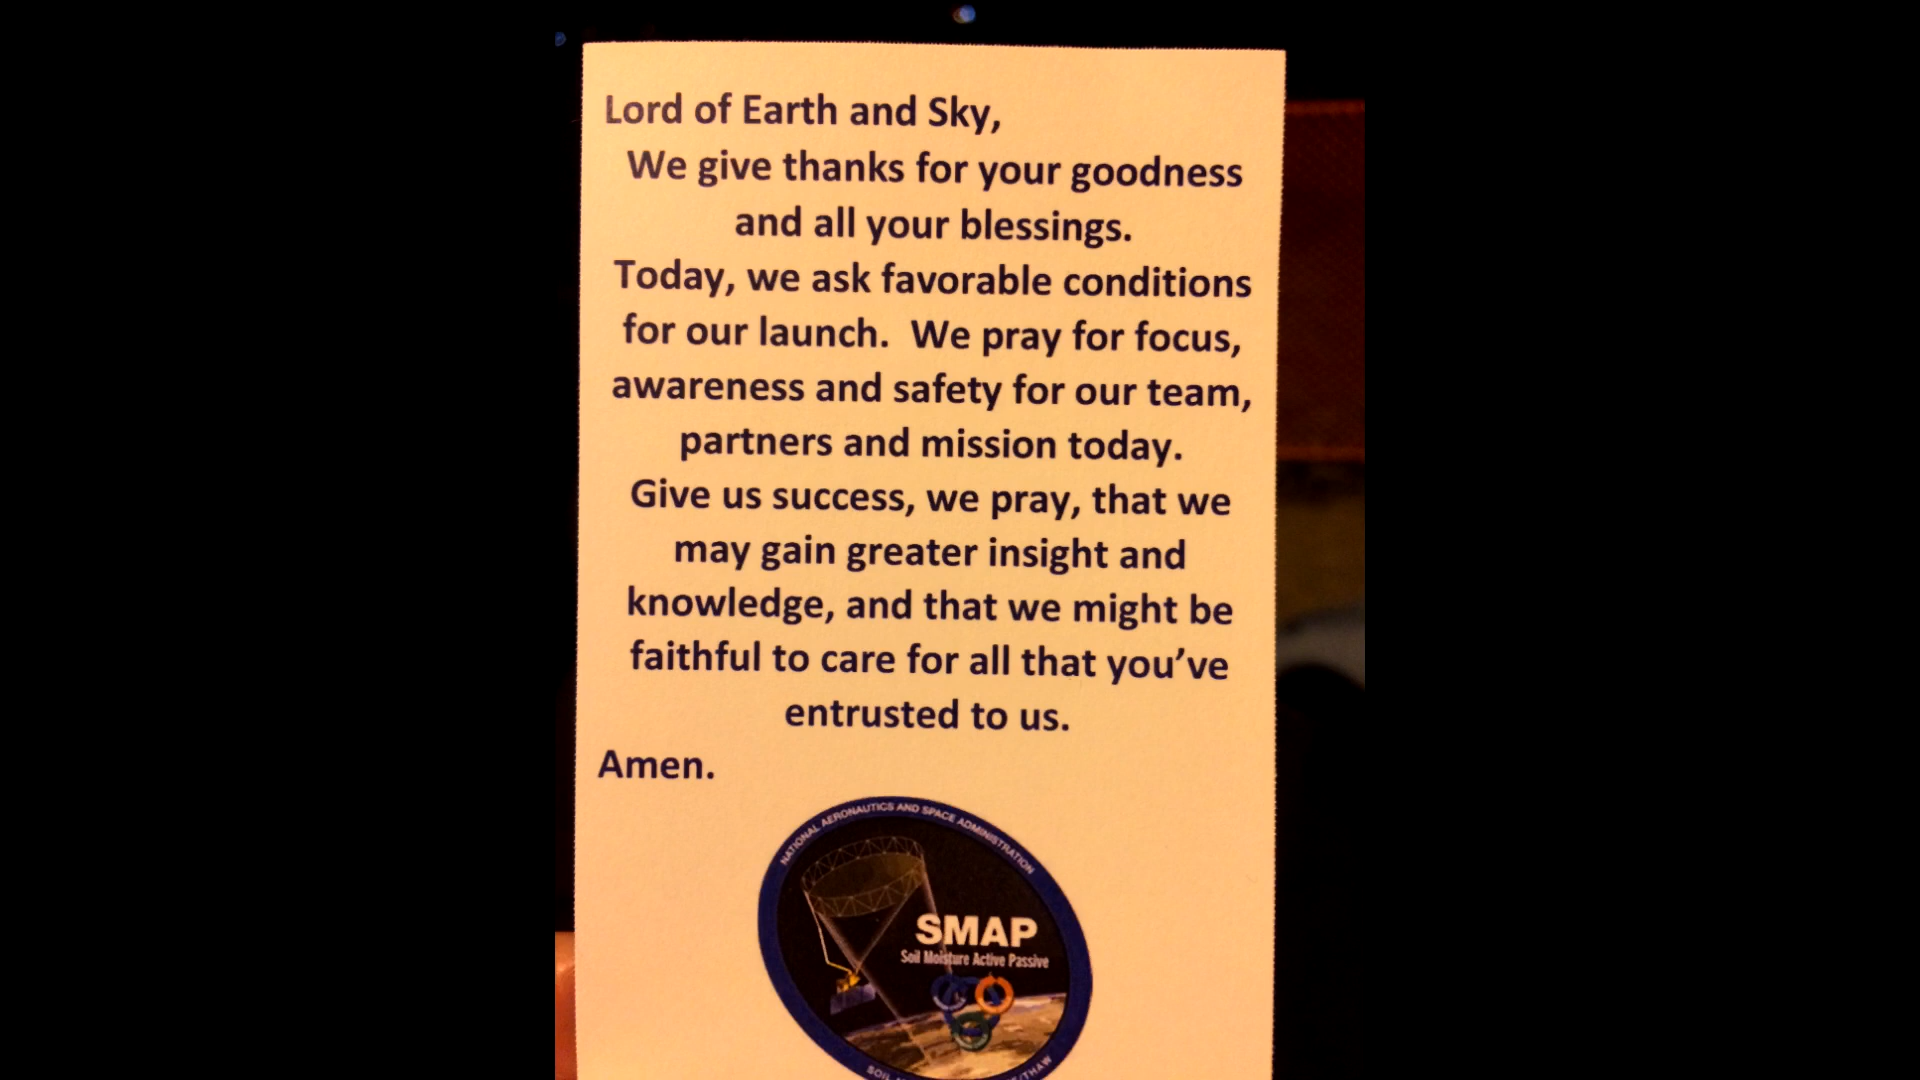 Lord of Earth and Sky,
We give thanks for your goodness
and all your blessings.
Today, we ask favorable conditions
for our launch.  We pray for focus,
awareness and safety for our team,
partners and mission today.
Give us success, we pray, that we
may gain greater insight and
knowledge, and that we might be
faithful to care for all that you’ve
entrusted to us.
Amen.
NATIONAL AERONAUTICS AND SPACE ADMINISTRATION
SMAP
Soil Moisture Active Passive
SOIL
/THAW